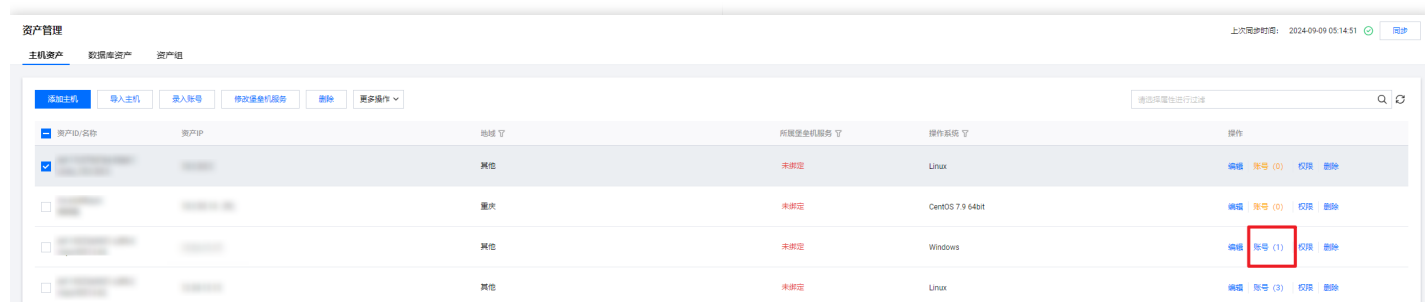 资产管理
上次同步时间: 2024-09-09 05:14:51 同步
主机资产 数据库资产 资产组
添加主机 导入主机 录入账号 修改堡垒机服务 删除 更多操作 请选择属性进行过滤
资产ID/名称 资产IP 地域 所属堡垒机服务 操作系统 操作
其他 未绑定 Linux 编辑 账号 (0) 权限 删除
重庆 未绑定 CentOS 7.9 64bit 编辑 账号 (0) 权限 删除
其他 未绑定 Windows 编辑 账号 (1) 权限 删除
其他 未绑定 Linux 编辑 账号 (3) 权限 删除